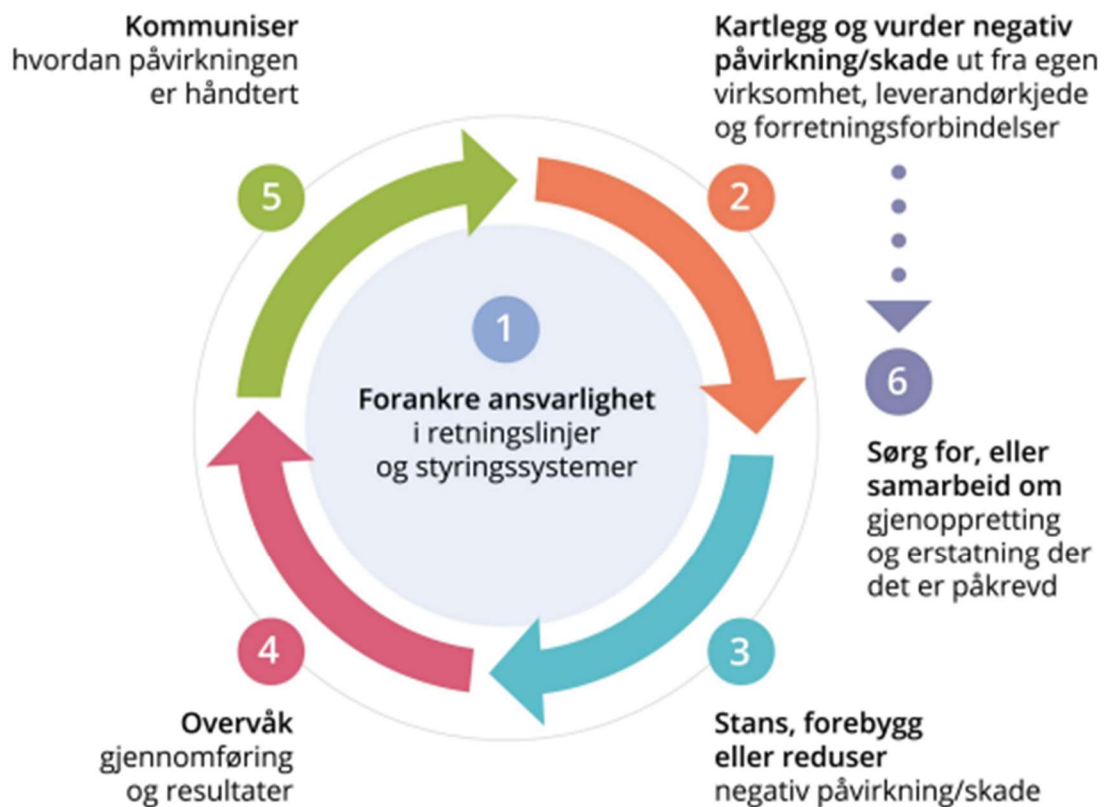 Kommuniser
hvordan påvirkningen
er håndtert
Kartlegg og vurder negativ
påvirkning/skade ut fra egen
virksomhet, leverandørkjede
og forretningsforbindelser
5
2
1
Forankre ansvarlighet
i retningslinjer
og styringssystemer
6
Sørg for, eller
samarbeid om
gjenoppretting
og erstatning der
det er påkrevd
4
3
Overvåk
gjennomføring
og resultater
Stans, forebygg
eller reduser
negativ påvirkning/skade